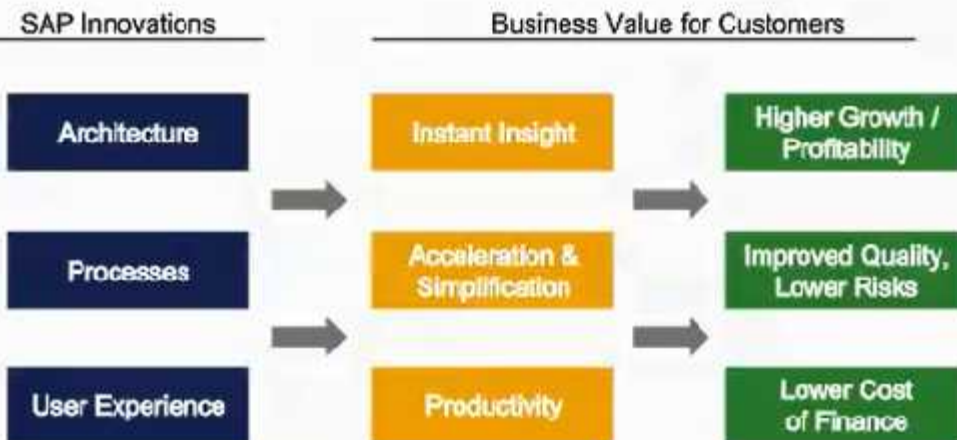 SAP Innovations
Business Value for Customers
Architecture
Instant Insight
Higher Growth /
Profitability
Processes
Acceleration &
Simplification
Improved Quality,
Lower Risks
User Experience
Productivity
Lower Cost
of Finance